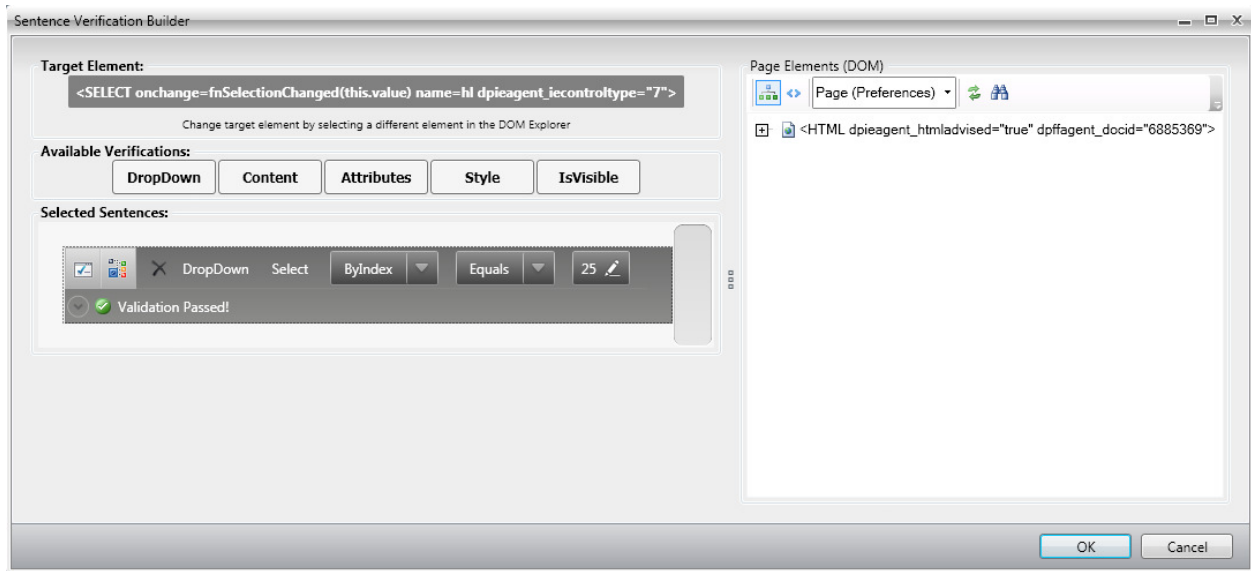 Sentence Verification Builder
Target Element:
<SELECT onchange=fnSelectionChanged(this.value) name=hl dpieagent_iecontroltype="7">
Change target element by selecting a different element in the DOM Explorer
Available Verifications:
DropDown Content Attributes Style IsVisible
Selected Sentences:
DropDown Select ByIndex Equals 25
Validation Passed!
Page Elements (DOM)
Page (Preferences)
<HTML dpieagent_htmladvised="true" dpffagent_docid="6885369">
OK Cancel